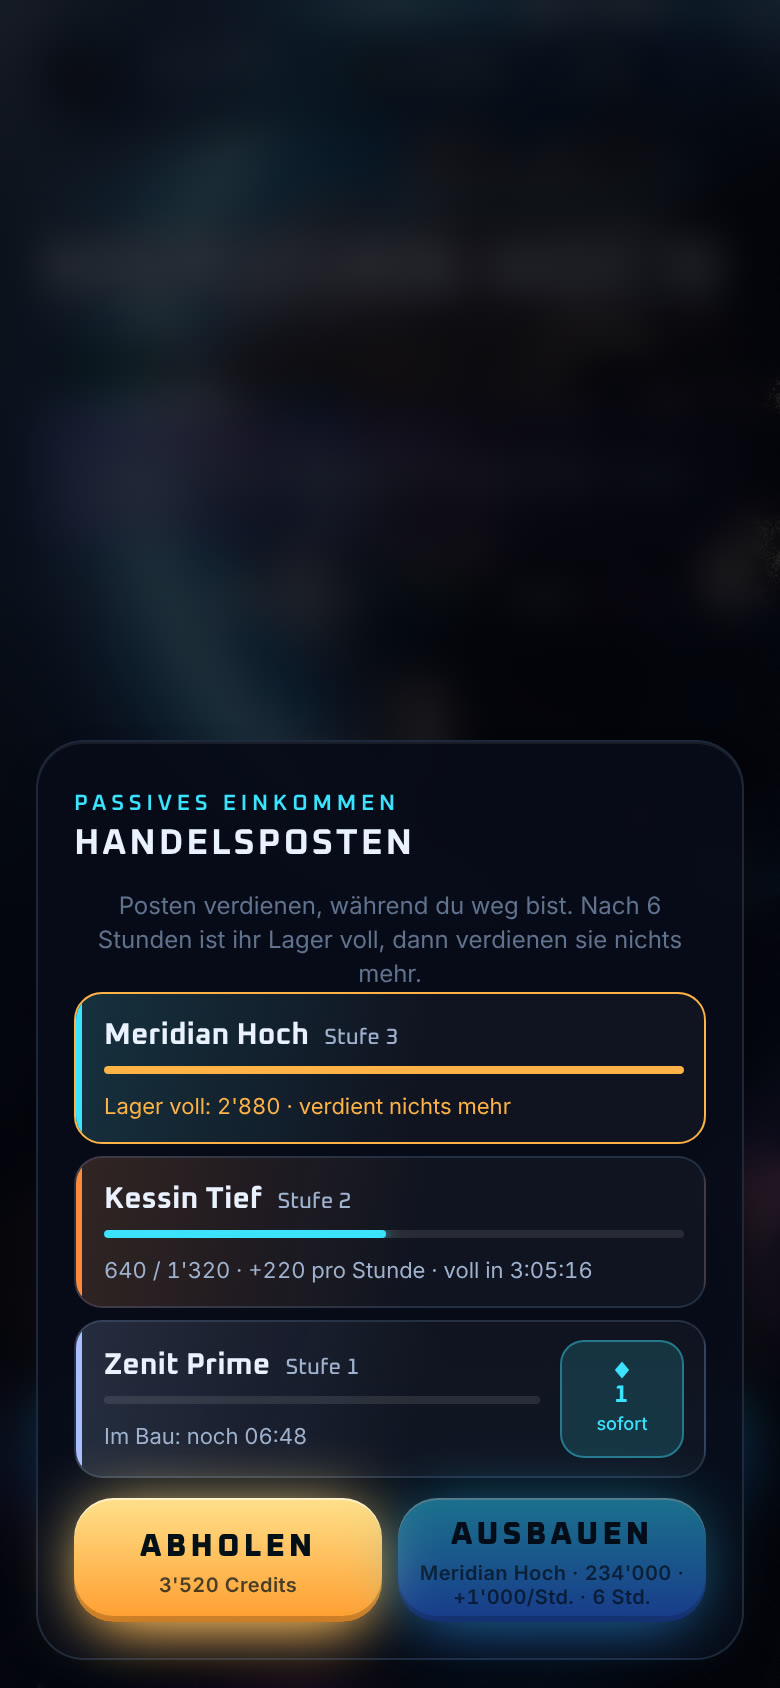 PASSIVES EINKOMMEN
HANDELSPOSTEN
Posten verdienen, während du weg bist. Nach 6
Stunden ist ihr Lager voll, dann verdienen sie nichts
mehr.
Meridian Hoch Stufe 3
Lager voll: 2'880 · verdient nichts mehr
Kessin Tief Stufe 2
640 / 1'320 · +220 pro Stunde · voll in 3:05:16
Zenit Prime Stufe 1
Im Bau: noch 06:48
1
sofort
ABHOLEN
3'520 Credits
AUSBAUEN
Meridian Hoch · 234'000 ·
+1'000/Std. · 6 Std.